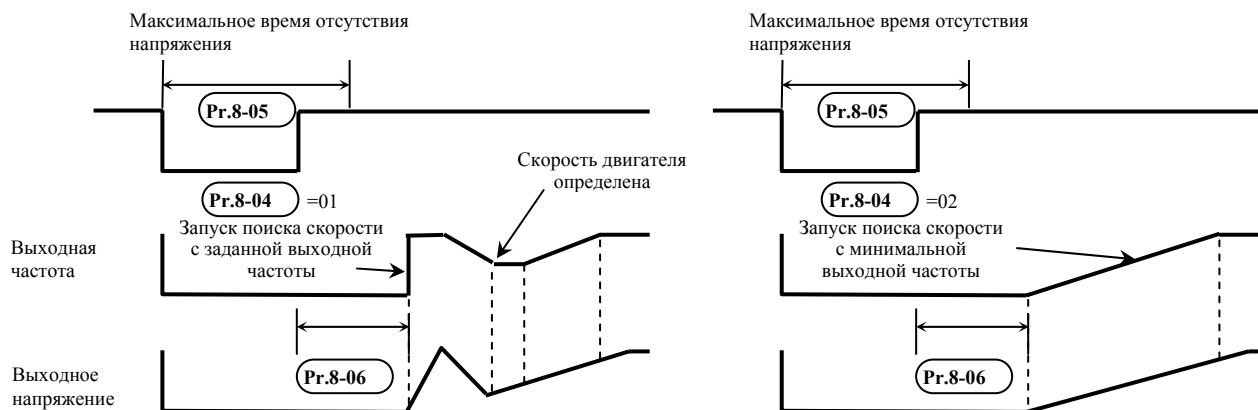 Максимальное время отсутствия
напряжения
Pr.8-05
Pr.8-04 =01
Скорость двигателя
определена
Запуск поиска скорости
с заданной выходной
частоты
Выходная
частота
Pr.8-06
Выходное
напряжение
Максимальное время отсутствия
напряжения
Pr.8-05
Pr.8-04 =02
Запуск поиска скорости
с минимальной
выходной частоты
Pr.8-06